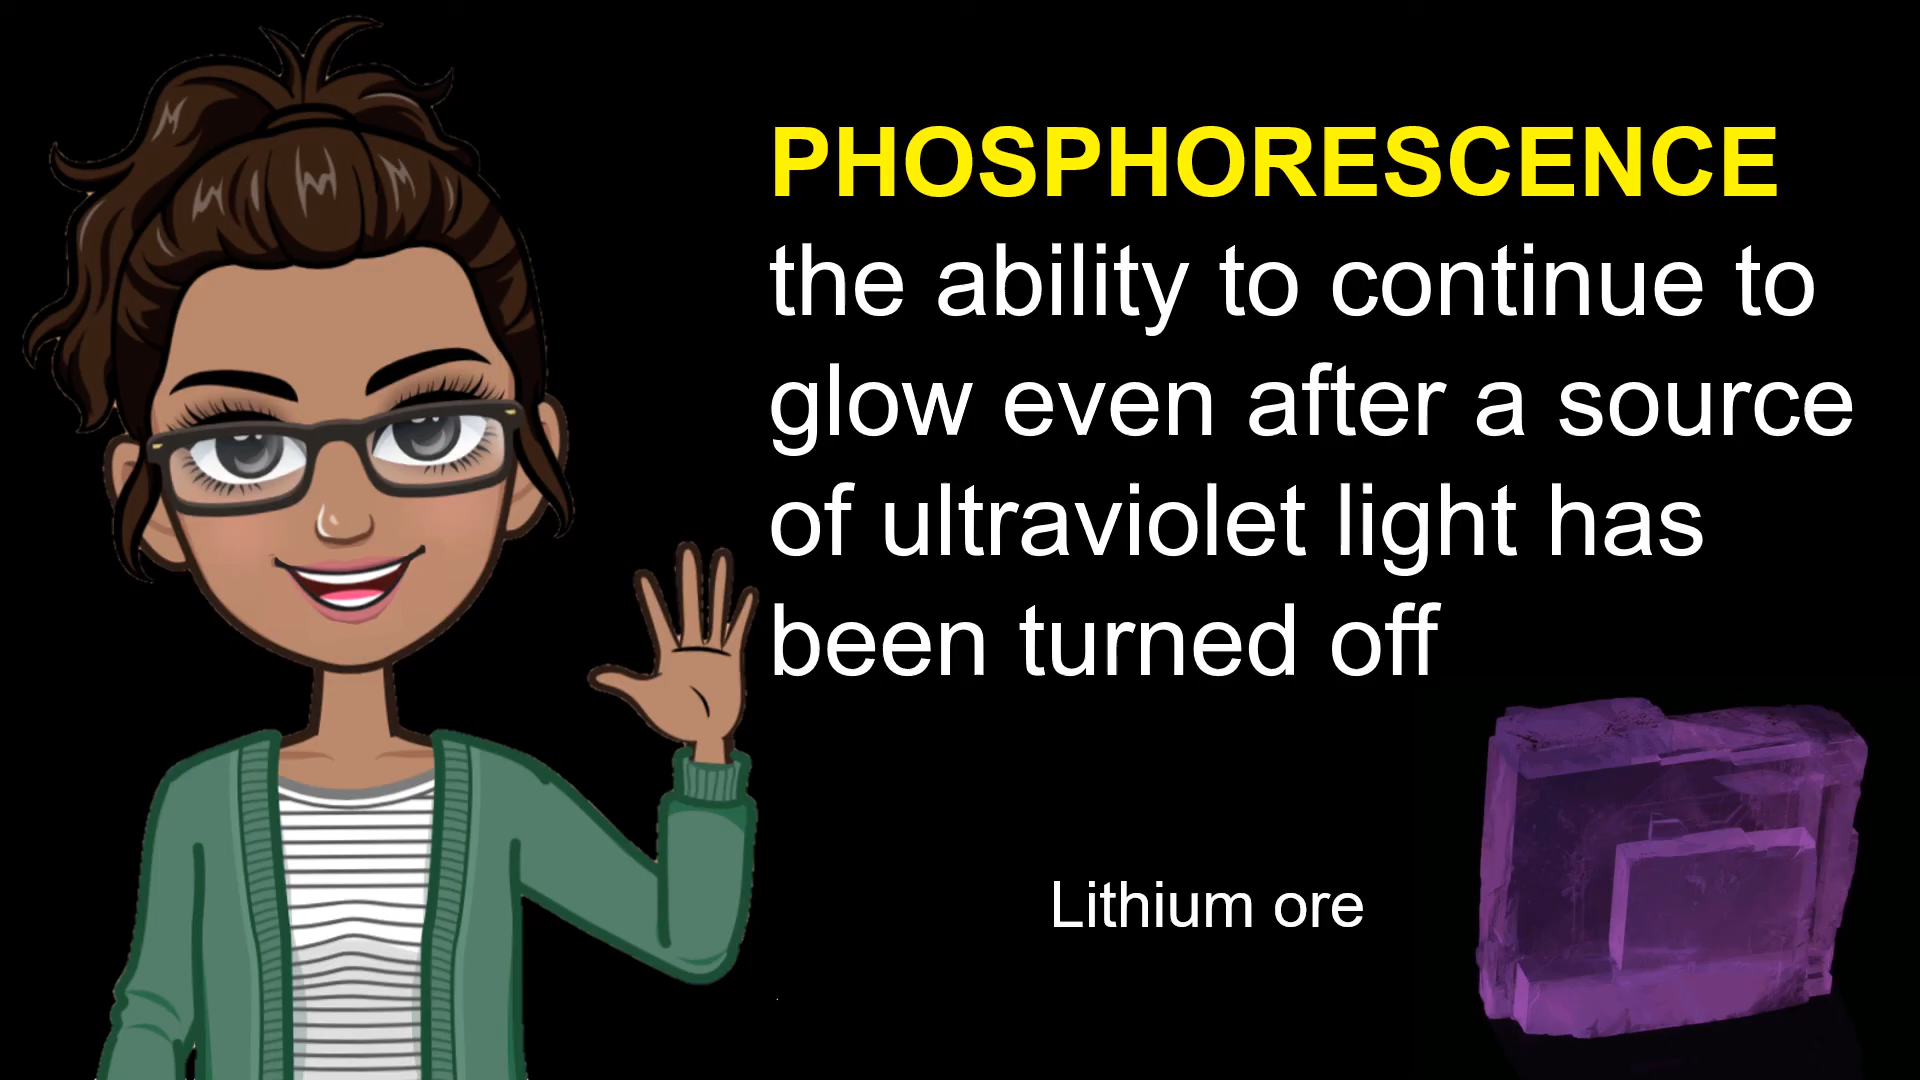 PHOSPHORESCENCE
the ability to continue to
glow even after a source
of ultraviolet light has
been turned off
Lithium ore